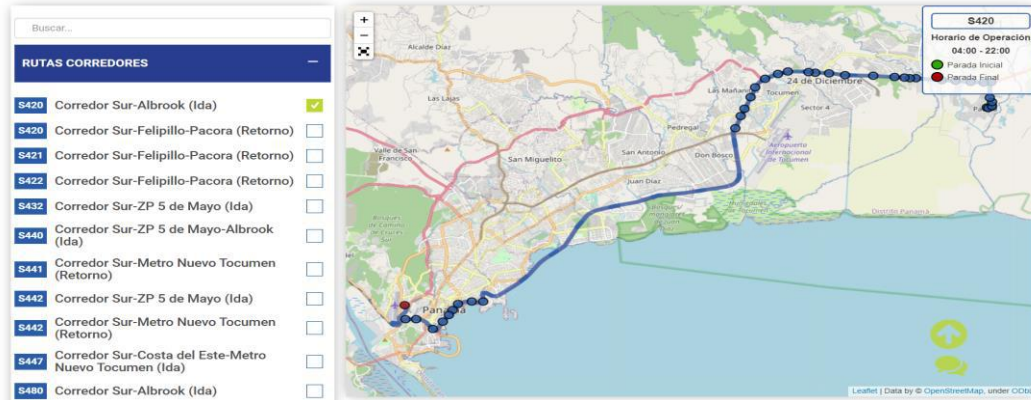 Buscar...
RUTAS CORREDORES
S420 Corredor Sur-Albrook (Ida)
S420 Corredor Sur-Felipillo-Pacora (Retorno)
S421 Corredor Sur-Felipillo-Pacora (Retorno)
S422 Corredor Sur-Felipillo-Pacora (Retorno)
S432 Corredor Sur-ZP 5 de Mayo (Ida)
S440 Corredor Sur-ZP 5 de Mayo-Albrook
(Ida)
S441 Corredor Sur-Metro Nuevo Tocumen
(Retorno)
S442 Corredor Sur-ZP 5 de Mayo (Ida)
S442 Corredor Sur-Metro Nuevo Tocumen
(Retorno)
S447 Corredor Sur-Costa del Este-Metro
Nuevo Tocumen (Ida)
S480 Corredor Sur-Albrook (Ida)
+
−
S420
Horario de Operación
04:00 - 22:00
Parada Inicial
Parada Final
Alcalde Díaz
Las Lajas
Las Mañanitas
24 de Diciembre
Tocumen
Sector 4
Pedregal
Valle de San
Francisco
San Miguelito
San Antonio
Don Bosco
Aeropuerto
Internacional
de Tocumen
Juan Díaz
Distrito Panamá
Panamá
Leaflet | Data by © OpenStreetMap, under ODbL